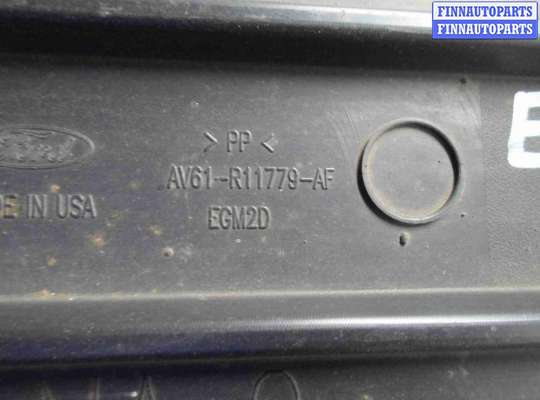 FINNAUTOPARTS
FINNAUTOPARTS
Ford
> PP <
AV61-R11779-AF
DE IN USA
EGM2D